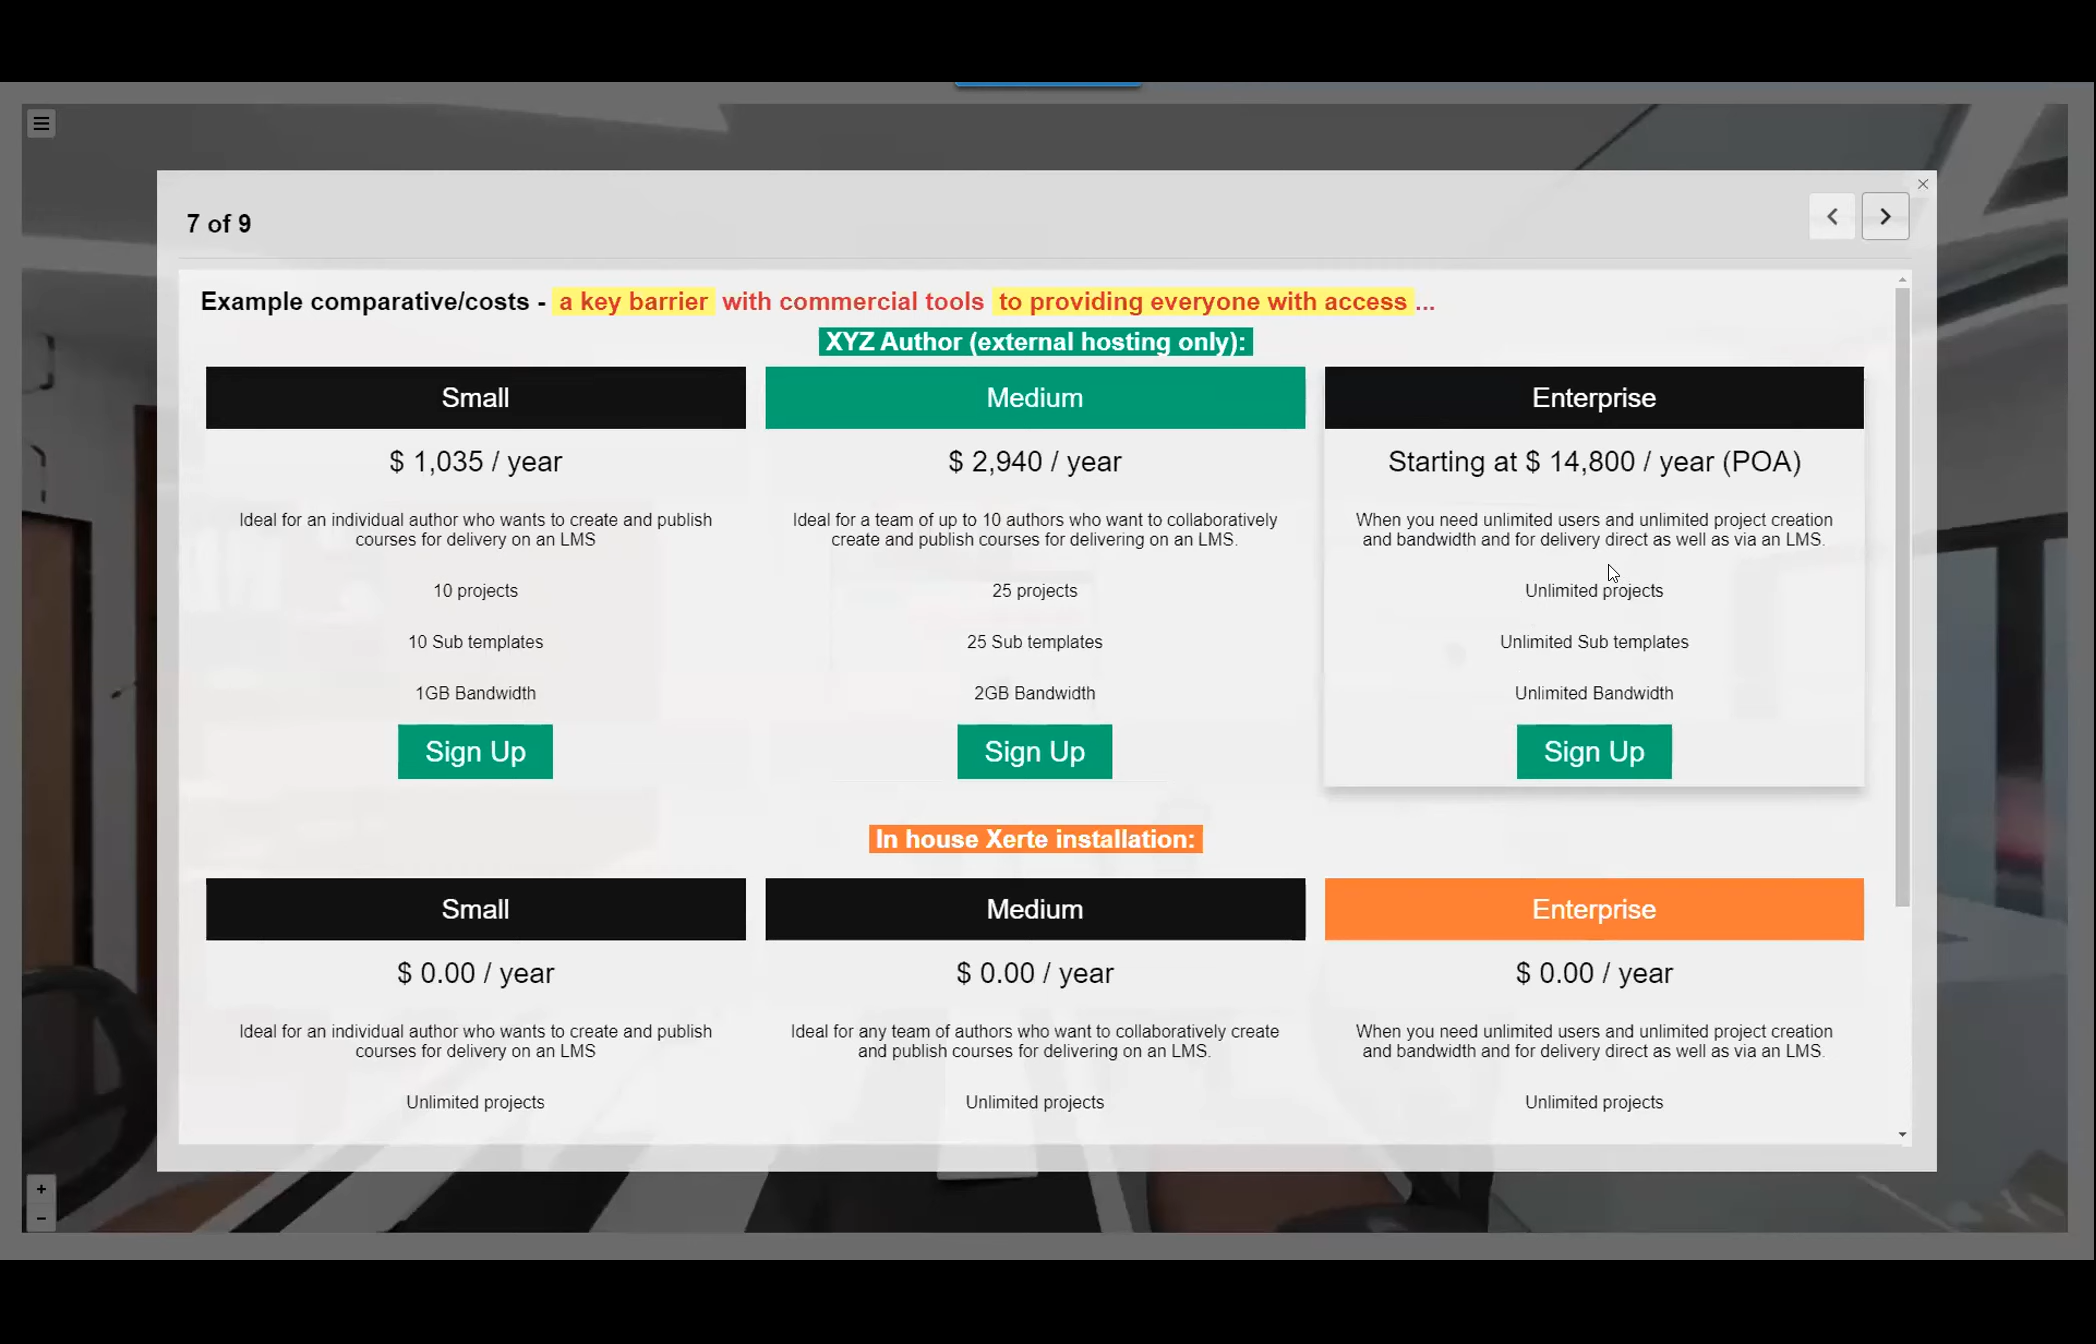 7 of 9
Example comparative/costs - a key barrier with commercial tools to providing everyone with access ...
XYZ Author (external hosting only):
Small
$ 1,035 / year
Ideal for an individual author who wants to create and publish
courses for delivery on an LMS
10 projects
10 Sub templates
1GB Bandwidth
Sign Up
Medium
$ 2,940 / year
Ideal for a team of up to 10 authors who want to collaboratively
create and publish courses for delivering on an LMS.
25 projects
25 Sub templates
2GB Bandwidth
Sign Up
Enterprise
Starting at $ 14,800 / year (POA)
When you need unlimited users and unlimited project creation
and bandwidth and for delivery direct as well as via an LMS.
Unlimited projects
Unlimited Sub templates
Unlimited Bandwidth
Sign Up
In house Xerte installation:
Small
$ 0.00 / year
Ideal for an individual author who wants to create and publish
courses for delivery on an LMS
Unlimited projects
Medium
$ 0.00 / year
Ideal for any team of authors who want to collaboratively create
and publish courses for delivering on an LMS.
Unlimited projects
Enterprise
$ 0.00 / year
When you need unlimited users and unlimited project creation
and bandwidth and for delivery direct as well as via an LMS.
Unlimited projects